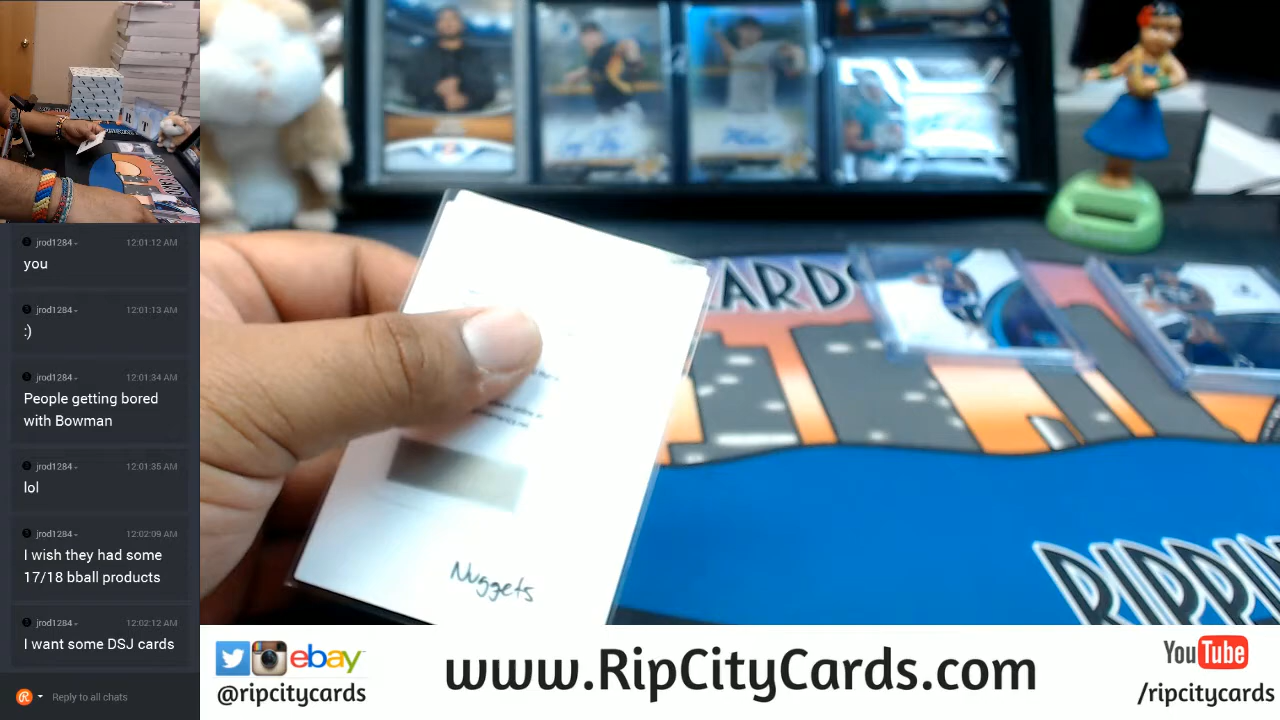 jrod1284
12:01:12 AM
you
jrod1284
12:01:13 AM
:)
jrod1284
12:01:34 AM
People getting bored
with Bowman
jrod1284
12:01:35 AM
lol
jrod1284
12:02:09 AM
I wish they had some
17/18 bball products
jrod1284
12:02:12 AM
I want some DSJ cards
Reply to all chats
CARDS
Nuggets
RIPPIN
ebay
@ripcitycards
www.RipCityCards.com
YouTube
/ripcitycards